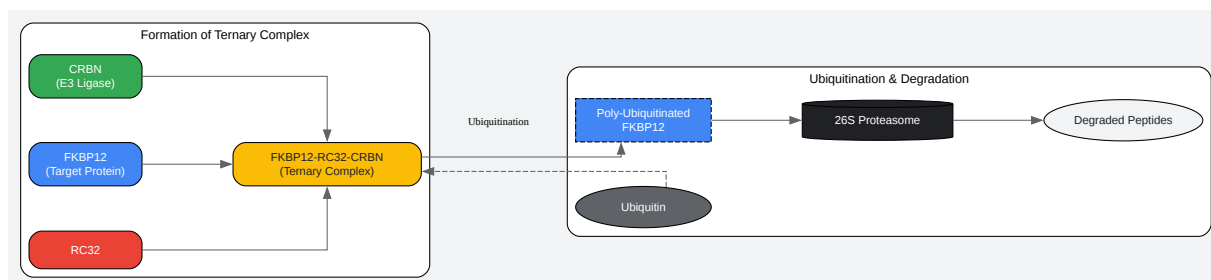 Formation of Ternary Complex
CRBN
(E3 Ligase)
FKBP12
(Target Protein)
RC32
FKBP12-RC32-CRBN
(Ternary Complex)
Ubiquitination
Ubiquitination & Degradation
Poly-Ubiquitinated
FKBP12
26S Proteasome
Degraded Peptides
Ubiquitin